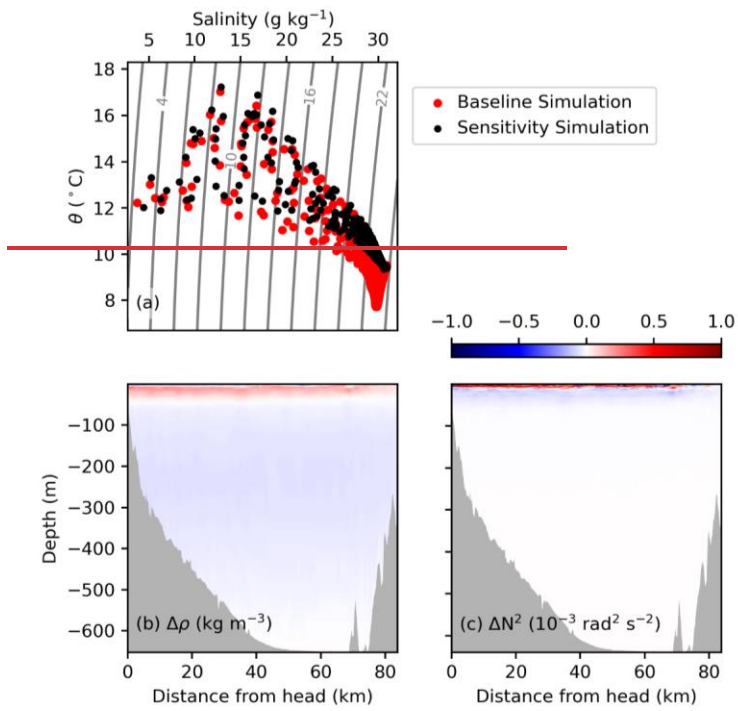 Salinity (g kg⁻¹)
5 10 15 20 25 30
18
16
14
12
10
8
θ (°C)
4
10
16
22
(a)
Baseline Simulation
Sensitivity Simulation
−1.0 −0.5 0.0 0.5 1.0
−100
−200
−300
−400
−500
−600
Depth (m)
(b) Δρ (kg m⁻³)
0 20 40 60 80
Distance from head (km)
(c) ΔN² (10⁻³ rad² s⁻²)
0 20 40 60 80
Distance from head (km)